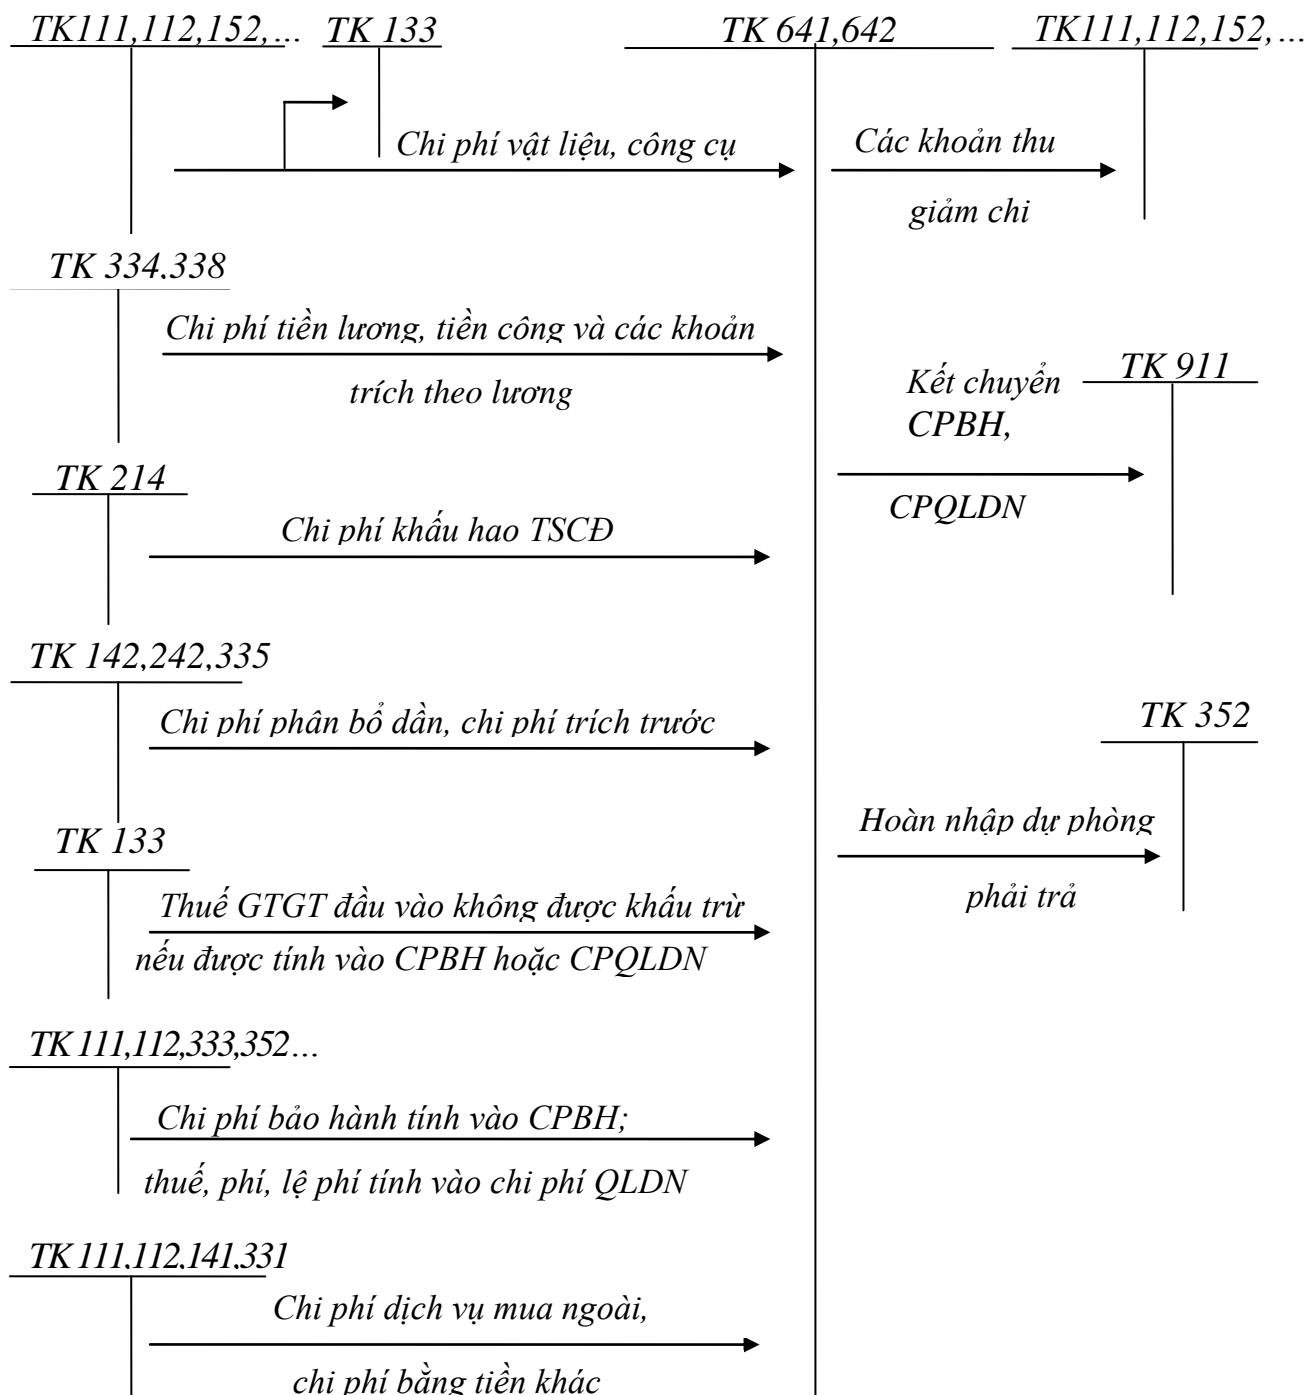 TK111,112,152,... TK 133 TK 641,642 TK111,112,152,...
Chi phí vật liệu, công cụ
Các khoản thu
giảm chi
TK 334,338
Chi phí tiền lương, tiền công và các khoản
trích theo lương
Kết chuyển
CPBH,
CPQLDN
TK 911
TK 214
Chi phí khấu hao TSCĐ
TK 142,242,335
Chi phí phân bổ dần, chi phí trích trước
TK 352
Hoàn nhập dự phòng
phải trả
TK 133
Thuế GTGT đầu vào không được khấu trừ
nếu được tính vào CPBH hoặc CPQLDN
TK 111,112,333,352...
Chi phí bảo hành tính vào CPBH;
thuế, phí, lệ phí tính vào chi phí QLDN
TK 111,112,141,331
Chi phí dịch vụ mua ngoài,
chi phí bằng tiền khác